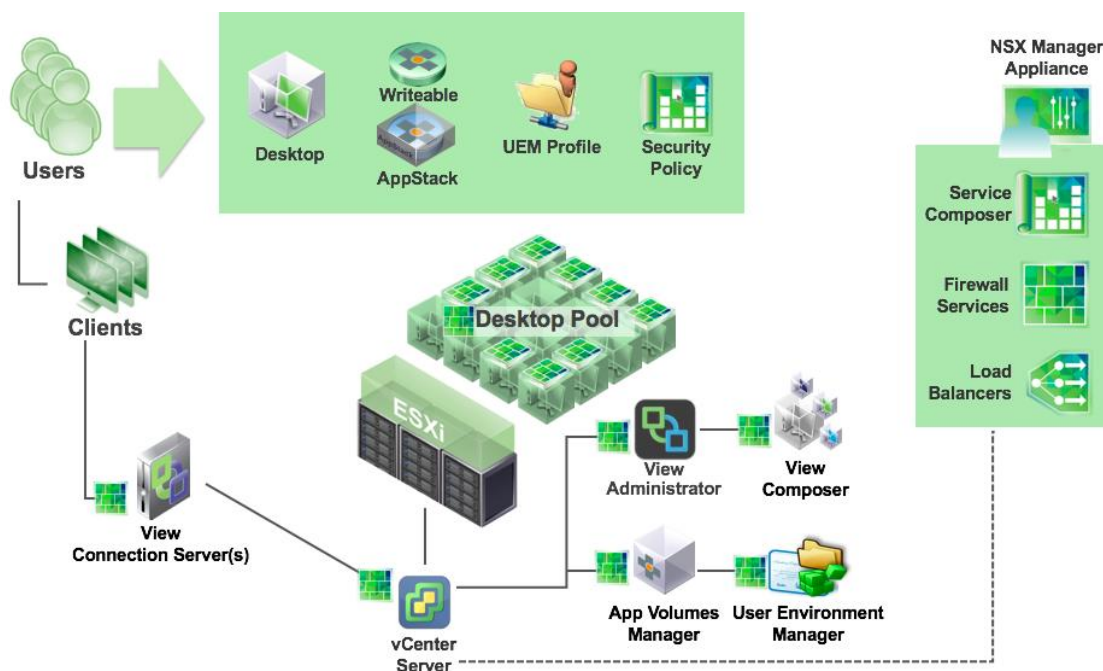 Users
Desktop
Writeable
AppStack
AppStack
UEM Profile
Security
Policy
NSX Manager
Appliance
Service
Composer
Firewall
Services
Load
Balancers
Clients
Desktop Pool
ESXi
View
Connection Server(s)
vCenter
Server
View
Administrator
View
Composer
App Volumes
Manager
User Environment
Manager